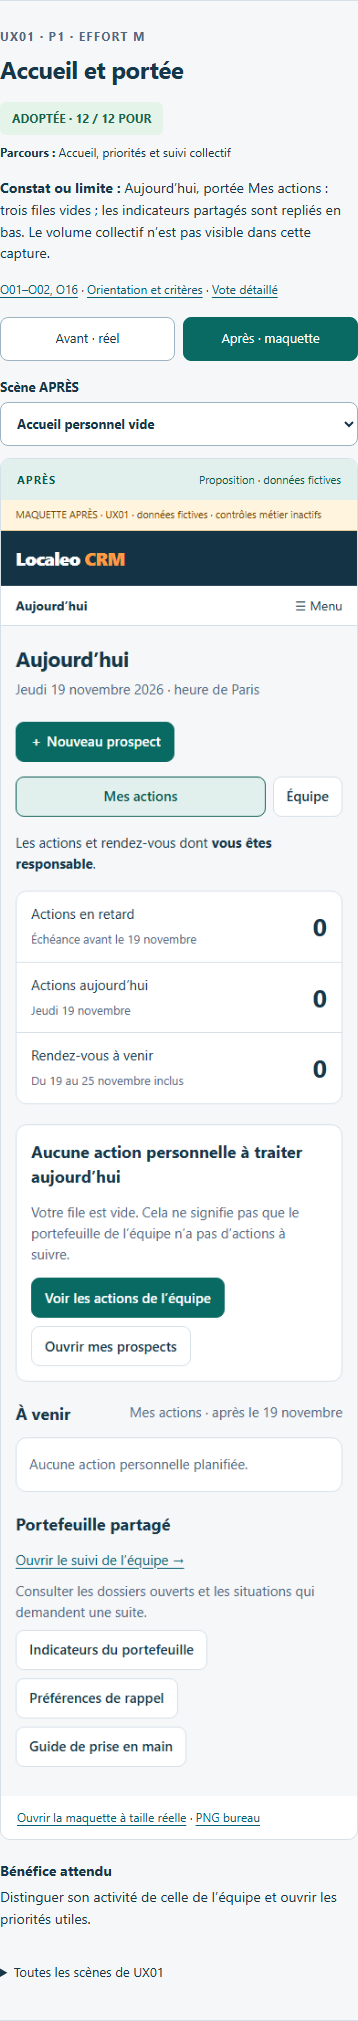 UX01 · P1 · EFFORT M
Accueil et portée
ADOPTÉE · 12 / 12 POUR
Parcours : Accueil, priorités et suivi collectif
Constat ou limite : Aujourd’hui, portée Mes actions :
trois files vides ; les indicateurs partagés sont repliés en
bas. Le volume collectif n’est pas visible dans cette
capture.
O01–O02, O16 · Orientation et critères · Vote détaillé
Avant · réel
Après · maquette
Scène APRÈS
Accueil personnel vide
APRÈS
Proposition · données fictives
MAQUETTE APRÈS · UX01 · données fictives · contrôles métier inactifs
Localeo CRM
Aujourd’hui
☰ Menu
Aujourd’hui
Jeudi 19 novembre 2026 · heure de Paris
+ Nouveau prospect
Mes actions
Équipe
Les actions et rendez-vous dont vous êtes
responsable.
Actions en retard
0
Échéance avant le 19 novembre
Actions aujourd’hui
0
Jeudi 19 novembre
Rendez-vous à venir
0
Du 19 au 25 novembre inclus
Aucune action personnelle à traiter
aujourd’hui
Votre file est vide. Cela ne signifie pas que le
portefeuille de l’équipe n’a pas d’actions à
suivre.
Voir les actions de l’équipe
Ouvrir mes prospects
À venir
Mes actions · après le 19 novembre
Aucune action personnelle planifiée.
Portefeuille partagé
Ouvrir le suivi de l’équipe →
Consulter les dossiers ouverts et les situations qui
demandent une suite.
Indicateurs du portefeuille
Préférences de rappel
Guide de prise en main
Ouvrir la maquette à taille réelle · PNG bureau
Bénéfice attendu
Distinguer son activité de celle de l’équipe et ouvrir les
priorités utiles.
▶ Toutes les scènes de UX01